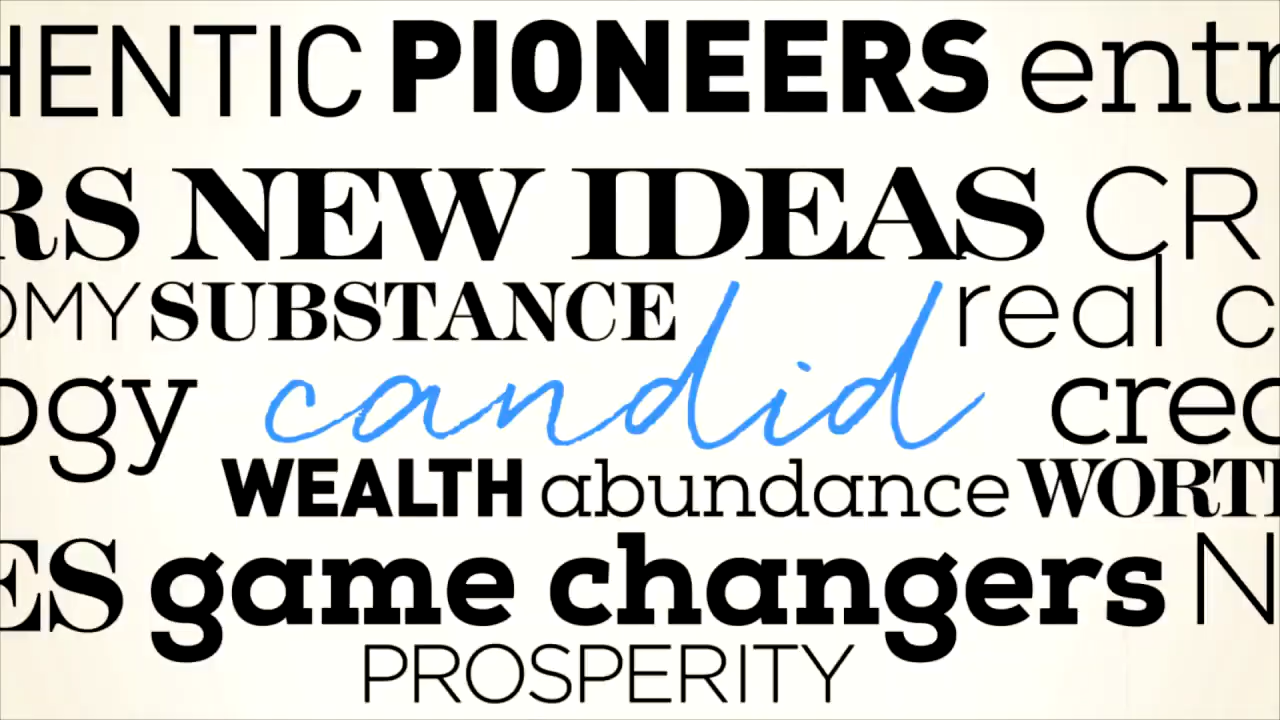 HENTIC PIONEERS entr
RS NEW IDEAS CR
OMY SUBSTANCE real c
ogy candid crea
WEALTH abundance WORTH
ES game changers N
PROSPERITY